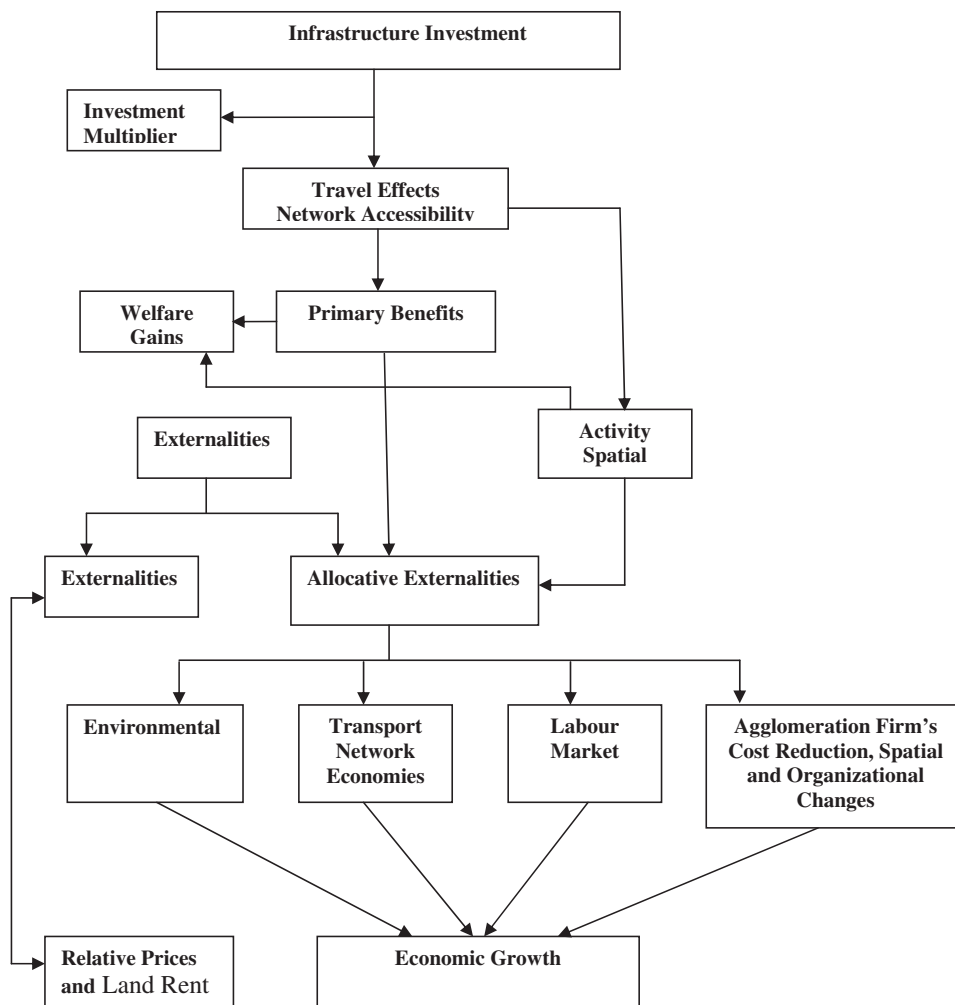 Infrastructure Investment
Investment
Multiplier
Travel Effects
Network Accessibility
Welfare
Gains
Primary Benefits
Externalities
Activity
Spatial
Externalities
Allocative Externalities
Environmental
Transport
Network
Economies
Labour
Market
Agglomeration Firm's
Cost Reduction, Spatial
and Organizational
Changes
Relative Prices
and Land Rent
Economic Growth